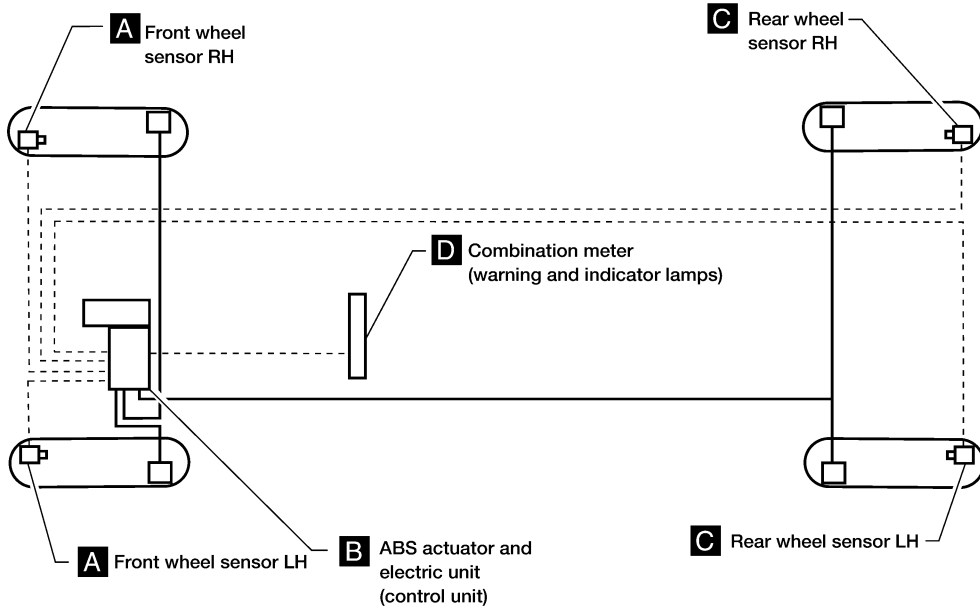 A Front wheel
sensor RH
C Rear wheel
sensor RH
D Combination meter
(warning and indicator lamps)
A Front wheel sensor LH
B ABS actuator and
electric unit
(control unit)
C Rear wheel sensor LH